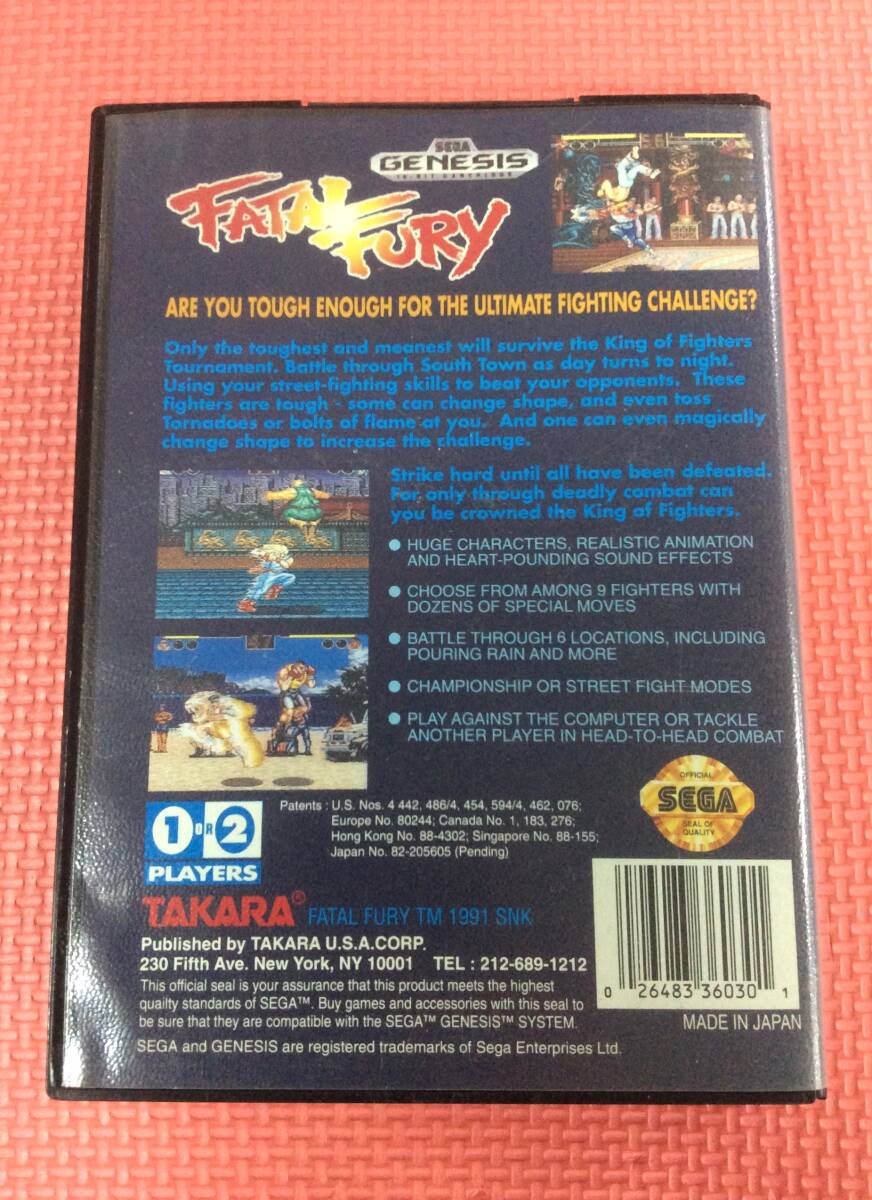 SEGA
GENESIS
16-BIT CARTRIDGE
FATAL FURY
ARE YOU TOUGH ENOUGH FOR THE ULTIMATE FIGHTING CHALLENGE?
Only the toughest and meanest will survive the King of Fighters
Tournament. Battle through South Town as day turns to night.
Using your street-fighting skills to beat your opponents. These
fighters are tough - some can change shape, and even toss
Tornadoes or bolts of flame at you. And one can even magically
change shape to increase the challenge.
Strike hard until all have been defeated.
For only through deadly combat can
you be crowned the King of Fighters.
● HUGE CHARACTERS, REALISTIC ANIMATION
AND HEART-POUNDING SOUND EFFECTS
● CHOOSE FROM AMONG 9 FIGHTERS WITH
DOZENS OF SPECIAL MOVES
● BATTLE THROUGH 6 LOCATIONS, INCLUDING
POURING RAIN AND MORE
● CHAMPIONSHIP OR STREET FIGHT MODES
● PLAY AGAINST THE COMPUTER OR TACKLE
ANOTHER PLAYER IN HEAD-TO-HEAD COMBAT
1 OR 2
PLAYERS
Patents : U.S. Nos. 4 442, 486/4, 454, 594/4, 462, 076;
Europe No. 80244; Canada No. 1, 183, 276;
Hong Kong No. 88-4302; Singapore No. 88-155;
Japan No. 82-205605 (Pending)
OFFICIAL
SEGA
SEAL OF
QUALITY
TAKARA® FATAL FURY TM 1991 SNK
Published by TAKARA U.S.A.CORP.
230 Fifth Ave. New York, NY 10001 TEL : 212-689-1212
This official seal is your assurance that this product meets the highest
quailty standards of SEGA™. Buy games and accessories with this seal to
be sure that they are compatible with the SEGA™ GENESIS™ SYSTEM.
SEGA and GENESIS are registered trademarks of Sega Enterprises Ltd.
0 26483 36030 1
MADE IN JAPAN